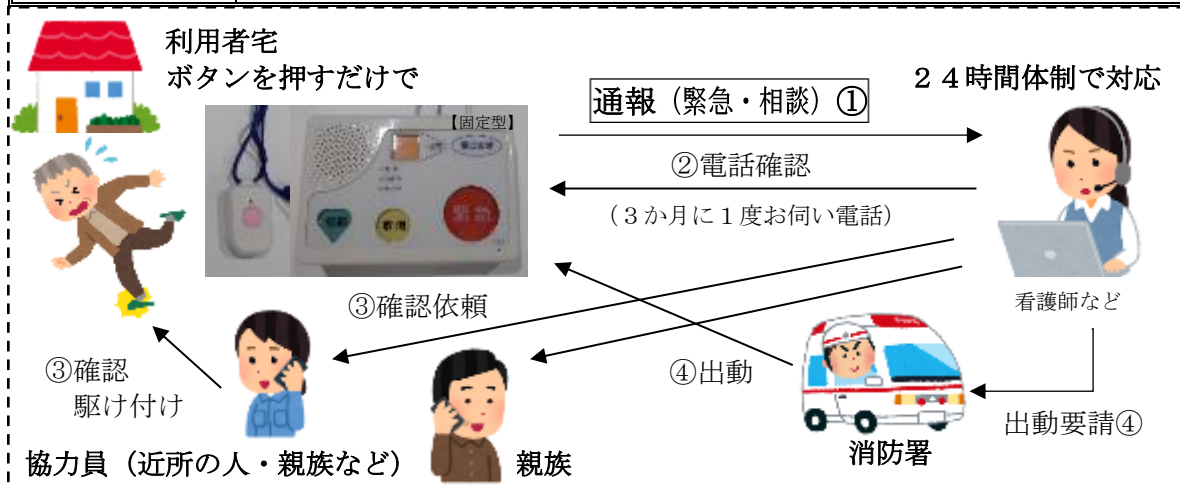 利用者宅
ボタンを押すだけで
通報（緊急・相談）①
２４時間体制で対応
【固定型】
緊急
②電話確認
（３か月に１度お伺い電話）
看護師など
③確認依頼
③確認
駆け付け
④出動
出動要請④
消防署
協力員（近所の人・親族など）
親族